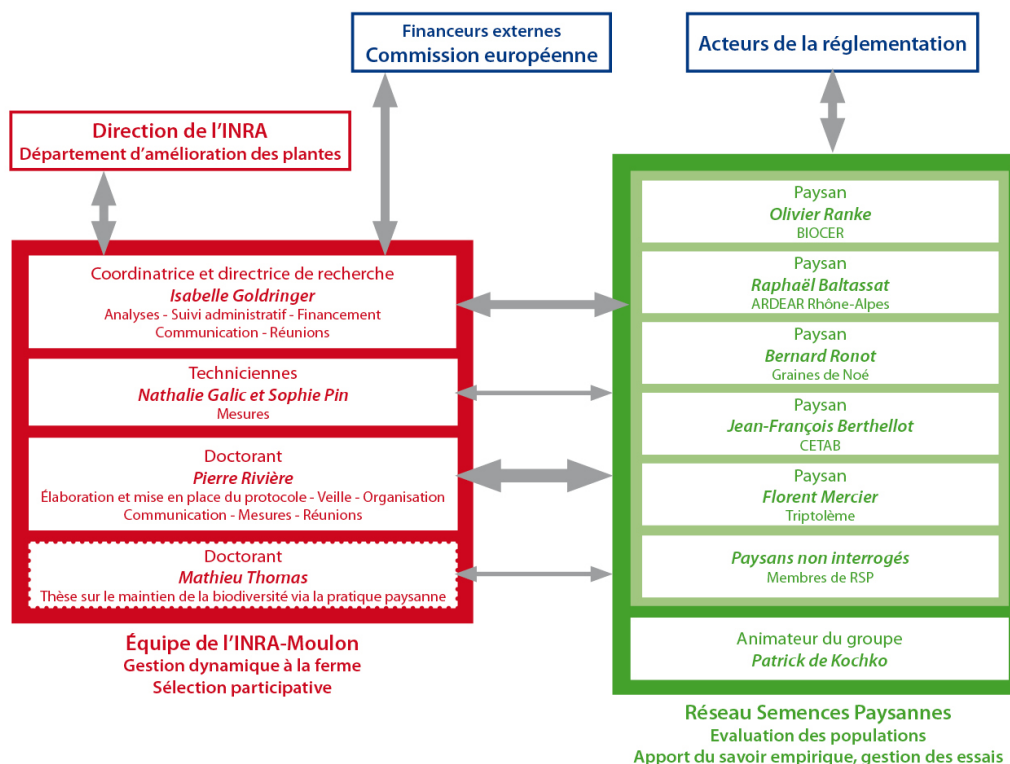 Financeurs externes
Commission européenne
Acteurs de la réglementation
Direction de l'INRA
Département d'amélioration des plantes
Coordinatrice et directrice de recherche
Isabelle Goldringer
Analyses - Suivi administratif - Financement
Communication - Réunions
Techniciennes
Nathalie Galic et Sophie Pin
Mesures
Doctorant
Pierre Rivière
Élaboration et mise en place du protocole - Veille - Organisation
Communication - Mesures - Réunions
Doctorant
Mathieu Thomas
Thèse sur le maintien de la biodiversité via la pratique paysanne
Équipe de l'INRA-Moulon
Gestion dynamique à la ferme
Sélection participative
Paysan
Olivier Ranke
BIOCER
Paysan
Raphaël Baltassat
ARDEAR Rhône-Alpes
Paysan
Bernard Ronot
Graines de Noé
Paysan
Jean-François Berthellot
CETAB
Paysan
Florent Mercier
Triptolème
Paysans non interrogés
Membres de RSP
Animateur du groupe
Patrick de Kochko
Réseau Semences Paysannes
Evaluation des populations
Apport du savoir empirique, gestion des essais